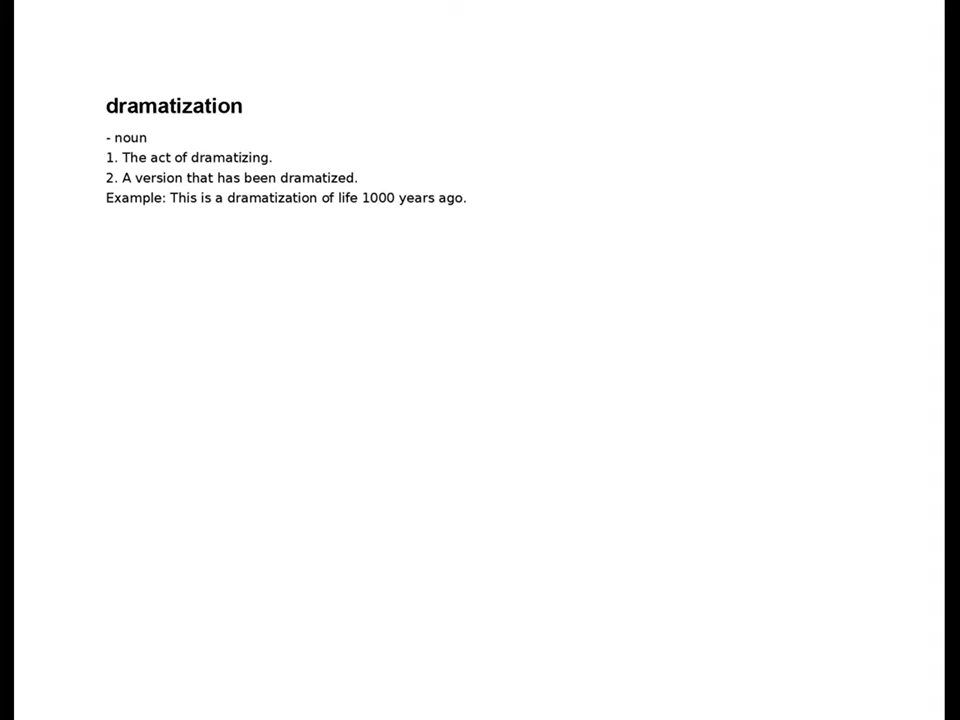 dramatization
- noun
1. The act of dramatizing.
2. A version that has been dramatized.
Example: This is a dramatization of life 1000 years ago.